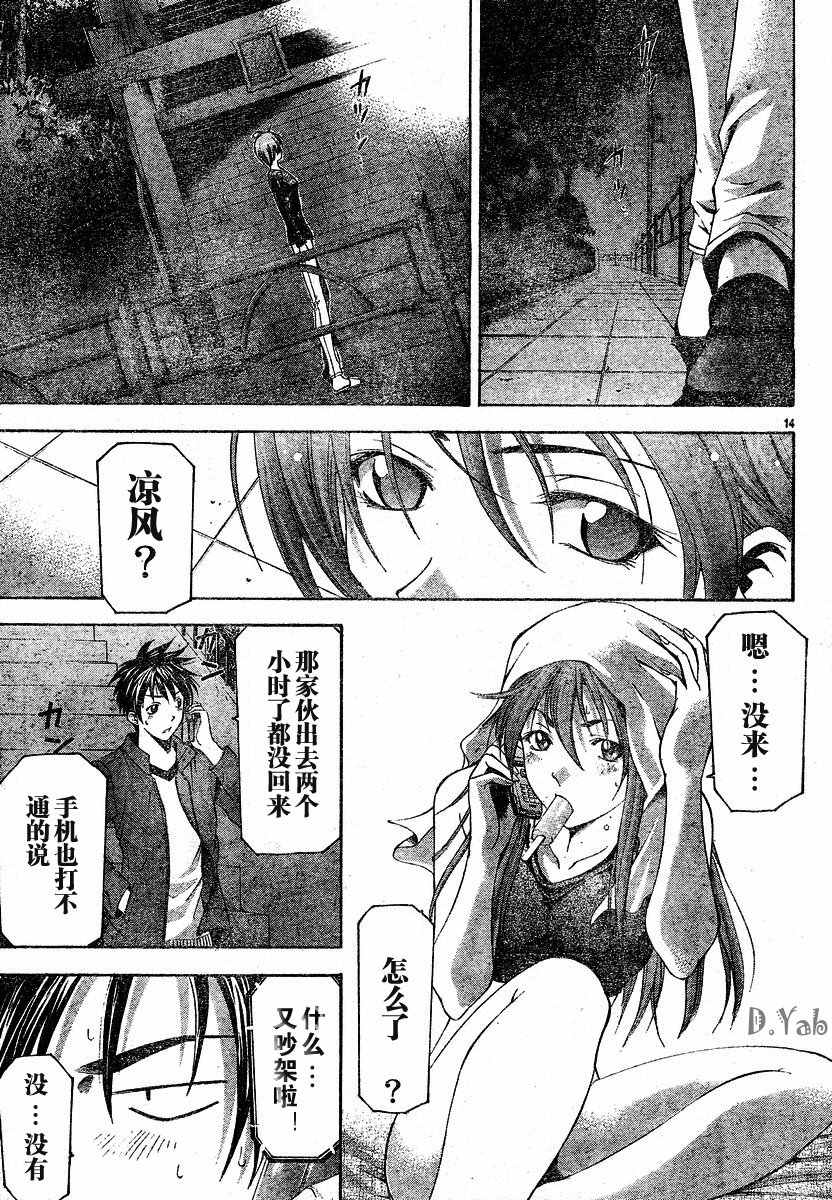 14
凉风?
嗯…没来…
怎么了 ?
那家伙出去两个
小时了都没回来
手机也打不
通的说
什么…
又吵架啦!
没…没有
D.Yab